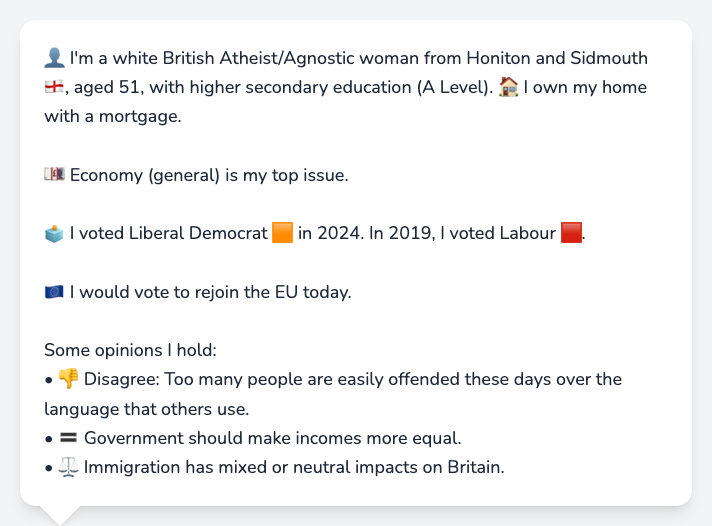 👤 I'm a white British Atheist/Agnostic woman from Honiton and Sidmouth
🏴󠁧󠁢󠁥󠁮󠁧󠁿, aged 51, with higher secondary education (A Level). 🏠 I own my home
with a mortgage.
💷 Economy (general) is my top issue.
🗳️ I voted Liberal Democrat 🟧 in 2024. In 2019, I voted Labour 🟥.
🇪🇺 I would vote to rejoin the EU today.
Some opinions I hold:
• 👎 Disagree: Too many people are easily offended these days over the
language that others use.
• 🟰 Government should make incomes more equal.
• ⚖️ Immigration has mixed or neutral impacts on Britain.